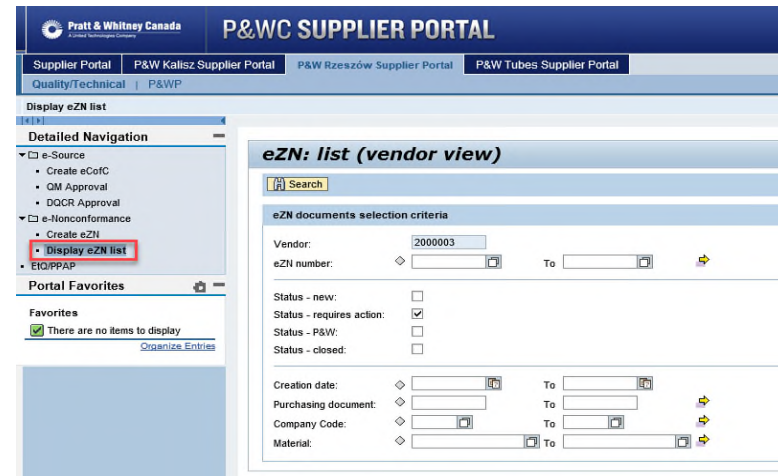 Pratt & Whitney Canada
A United Technologies Company
P&WC SUPPLIER PORTAL
Supplier Portal P&W Kalisz Supplier Portal P&W Rzeszów Supplier Portal P&W Tubes Supplier Portal
Quality/Technical | P&WP
Display eZN list
Detailed Navigation
e-Source
Create eCofC
QM Approval
DQCR Approval
e-Nonconformance
Create eZN
Display eZN list
EtQ/PPAP
Portal Favorites
Favorites
There are no items to display
Organize Entries
eZN: list (vendor view)
Search
eZN documents selection criteria
Vendor: 2000003
eZN number: To
Status - new:
Status - requires action:
Status - P&W:
Status - closed:
Creation date: To
Purchasing document: To
Company Code: To
Material: To